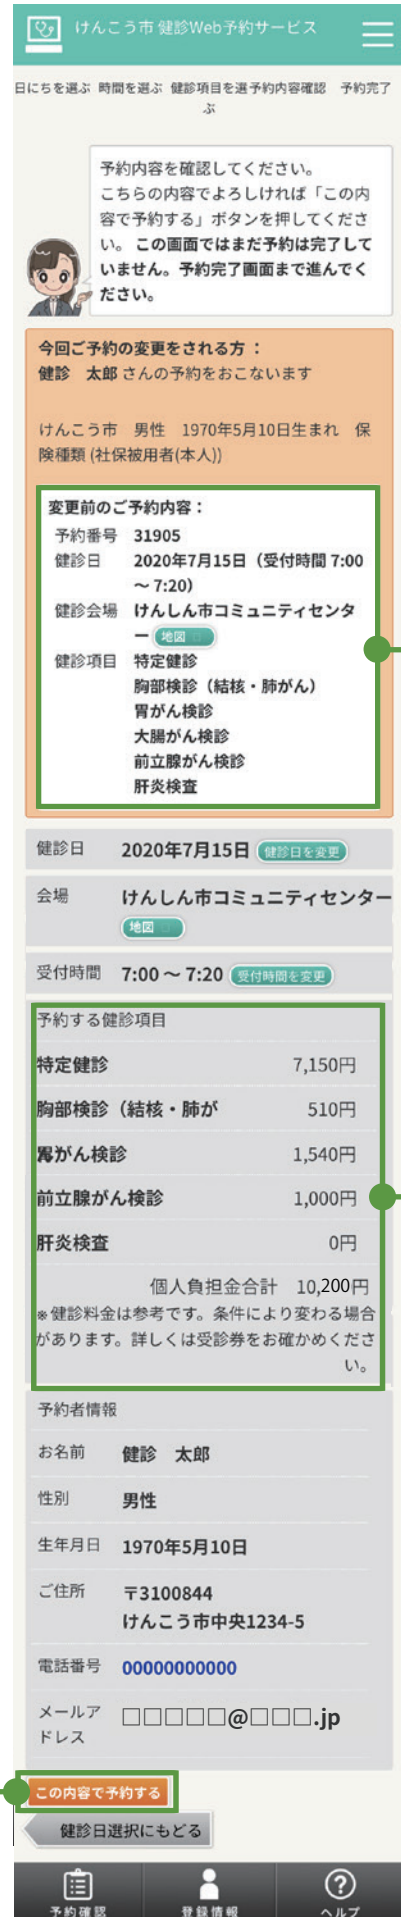 けんこう市 健診Web予約サービス
日にちを選ぶ 時間を選ぶ 健診項目を選予約内容確認 予約完了
ぶ
予約内容を確認してください。
こちらの内容でよろしければ「この内
容で予約する」ボタンを押してくださ
い。この画面ではまだ予約は完了して
いません。予約完了画面まで進んでく
ださい。
今回ご予約の変更をされる方：
健診 太郎 さんの予約をおこないます
けんこう市 男性 1970年5月10日生まれ 保
険種類 (社保被用者(本人))
変更前のご予約内容：
予約番号 31905
健診日 2020年7月15日（受付時間 7:00
～ 7:20)
健診会場 けんしん市コミュニティセンタ
ー 地図
健診項目 特定健診
胸部検診（結核・肺がん）
胃がん検診
大腸がん検診
前立腺がん検診
肝炎検査
健診日 2020年7月15日 健診日を変更
会場 けんしん市コミュニティセンター
地図
受付時間 7:00 ～ 7:20 受付時間を変更
予約する健診項目
特定健診 7,150円
胸部検診（結核・肺が 510円
胃がん検診 1,540円
前立腺がん検診 1,000円
肝炎検査 0円
個人負担金合計 10,200円
※健診料金は参考です。条件により変わる場合
があります。詳しくは受診券をお確かめくださ
い。
予約者情報
お名前 健診 太郎
性別 男性
生年月日 1970年5月10日
ご住所 〒3100844
けんこう市中央1234-5
電話番号 00000000000
メールア □□□□□@□□□.jp
ドレス
この内容で予約する
健診日選択にもどる
予約確認 登録情報 ヘルプ